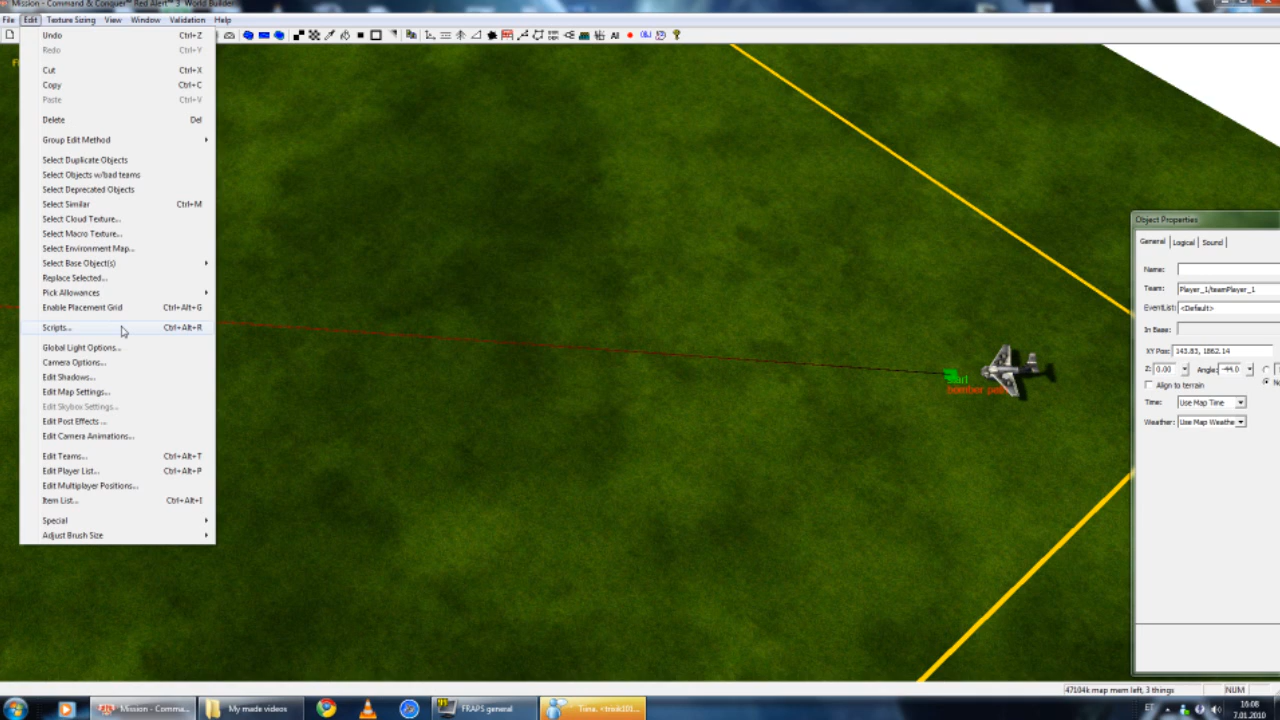 Mission - Command & Conquer™ Red Alert™ 3 World Builder
File Edit Texture Sizing View Window Validation Help
Undo Ctrl+Z
Redo Ctrl+Y
Cut Ctrl+X
Copy Ctrl+C
Paste Ctrl+V
Delete Del
Group Edit Method
Select Duplicate Objects
Select Objects w/bad teams
Select Deprecated Objects
Select Similar Ctrl+M
Select Cloud Texture...
Select Macro Texture...
Select Environment Map...
Select Base Object(s)
Replace Selected...
Pick Allowances
Enable Placement Grid Ctrl+Alt+G
Scripts... Ctrl+Alt+R
Global Light Options...
Camera Options...
Edit Shadows...
Edit Map Settings...
Edit Skybox Settings...
Edit Post Effects ...
Edit Camera Animations...
Edit Teams... Ctrl+Alt+T
Edit Player List... Ctrl+Alt+P
Edit Multiplayer Positions...
Item List... Ctrl+Alt+I
Special
Adjust Brush Size
bomber
Object Properties
General Logical Sound
Name:
Team: Player_1/teamPlayer_1
EventList: <Default>
In Base:
XY Pos: 143.83, 1862.14
Z: 0.00 Angle: -44.0
Align to terrain
Time: Use Map Time
Weather: Use Map Weathe
47104k map mem left, 3 things NUM
Mission - Comma...
My made videos
FRAPS general
ET
16:08
7.01.2010